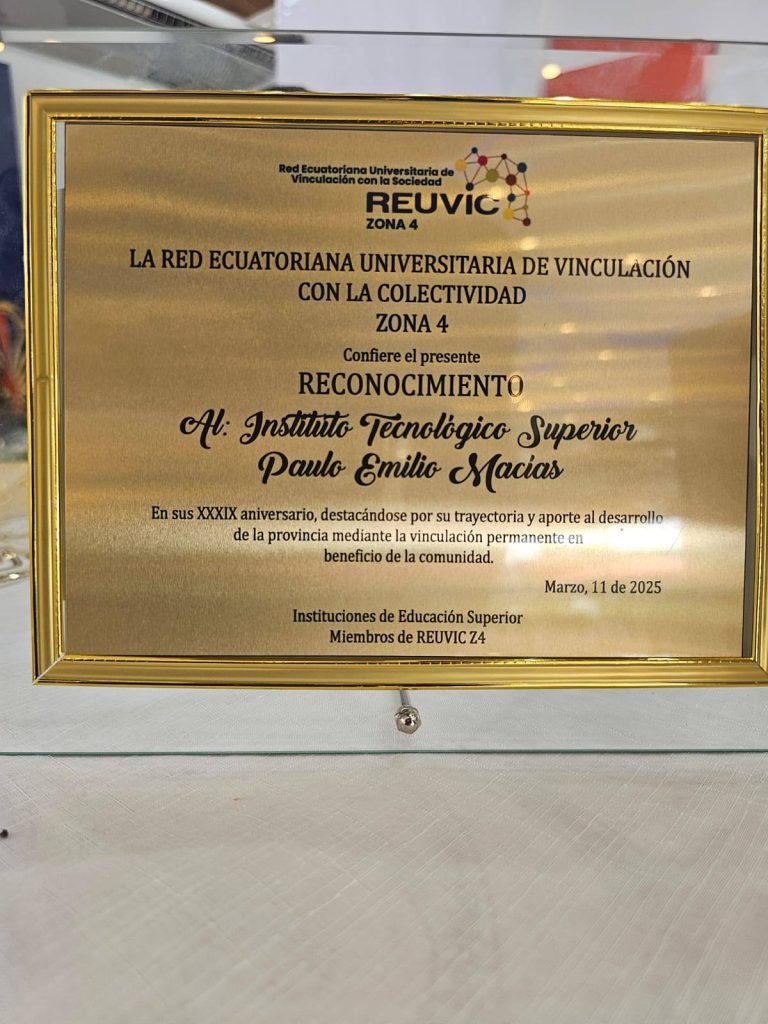 Red Ecuatoriana Universitaria de
Vinculación con la Sociedad
REUVIC
ZONA 4
LA RED ECUATORIANA UNIVERSITARIA DE VINCULACIÓN
CON LA COLECTIVIDAD
ZONA 4
Confiere el presente
RECONOCIMIENTO
Al: Instituto Tecnológico Superior
Paulo Emilio Macías
En sus XXXIX aniversario, destacándose por su trayectoria y aporte al desarrollo
de la provincia mediante la vinculación permanente en
beneficio de la comunidad.
Marzo, 11 de 2025
Instituciones de Educación Superior
Miembros de REUVIC Z4